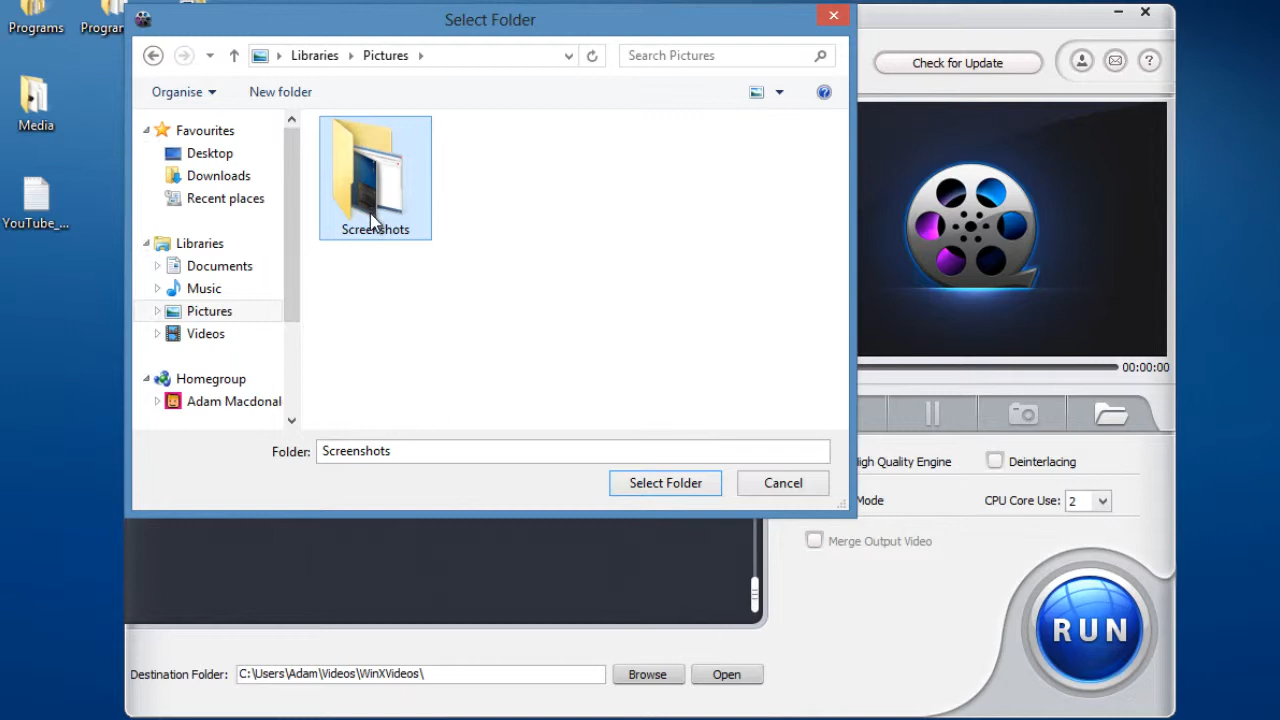 Programs
Select Folder
Libraries
Pictures
Search Pictures
Organise
New folder
Favourites
Desktop
Downloads
Recent places
Libraries
Documents
Music
Pictures
Videos
Homegroup
Adam Macdonal
Screenshots
Folder: Screenshots
Select Folder
Cancel
Media
YouTube_...
Check for Update
?
00:00:00
High Quality Engine
Deinterlacing
Mode
CPU Core Use: 2
Merge Output Video
RUN
Destination Folder: C:\Users\Adam\Videos\WinXVideos\
Browse
Open